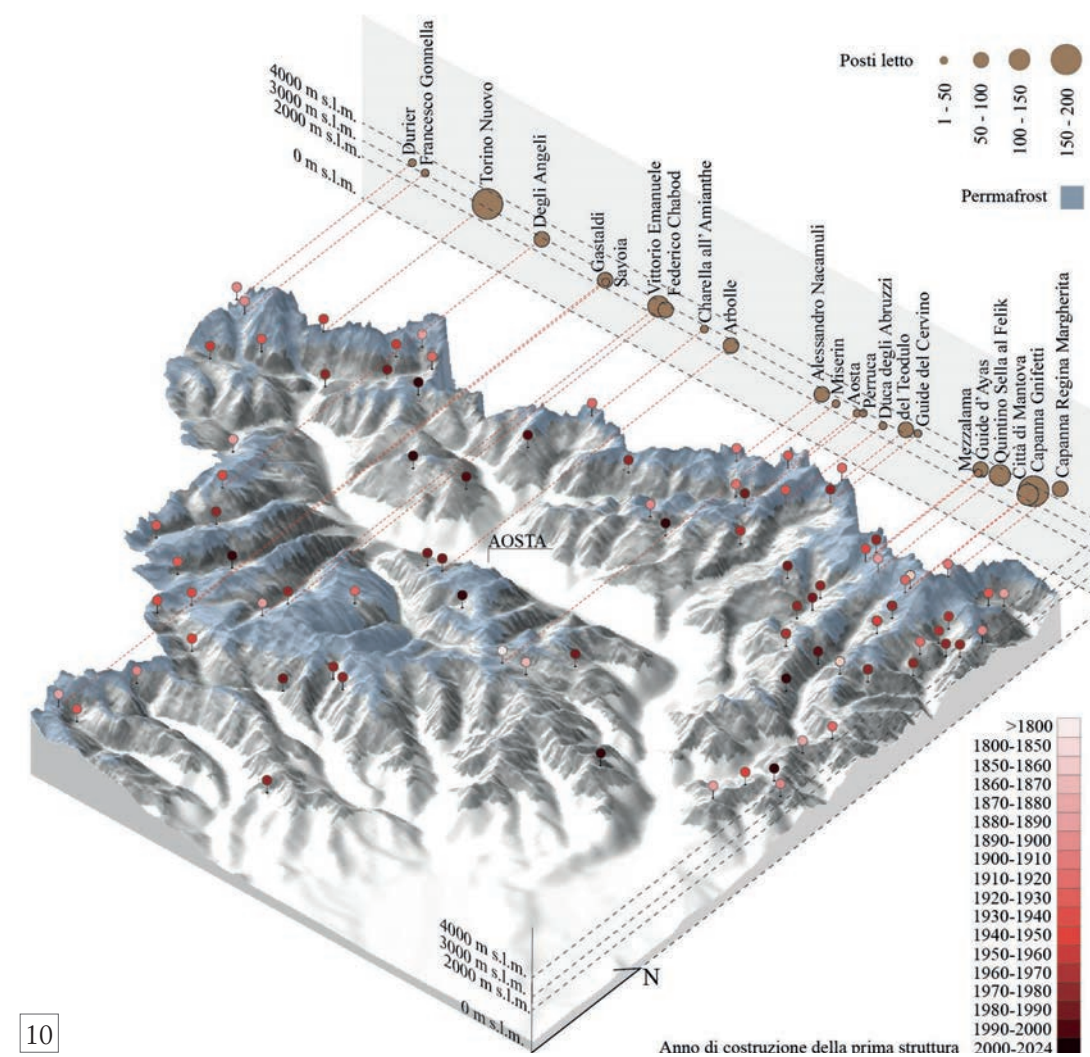 Posti letto
1 - 50
50 - 100
100 - 150
150 - 200
Perrmafrost
4000 m s.l.m.
3000 m s.l.m.
2000 m s.l.m.
0 m s.l.m.
Durier
Francesco Gonnella
Torino Nuovo
Degli Angeli
Gastaldi
Savoia
Vittorio Emanuele
Federico Chabod
Charella all'Amianthe
Arbolle
Alessandro Nacamuli
Miserin
Aosta
Perruca
Duca degli Abruzzi
del Teodulo
Guide del Cervino
Mezzalama
Guide d'Ayas
Quintino Sella al Felik
Città di Mantova
Capanna Gnifetti
Capanna Regina Margherita
AOSTA
>1800
1800-1850
1850-1860
1860-1870
1870-1880
1880-1890
1890-1900
1900-1910
1910-1920
1920-1930
1930-1940
1940-1950
1950-1960
1960-1970
1970-1980
1980-1990
1990-2000
2000-2024
Anno di costruzione della prima struttura
4000 m s.l.m.
3000 m s.l.m.
2000 m s.l.m.
0 m s.l.m.
N
10